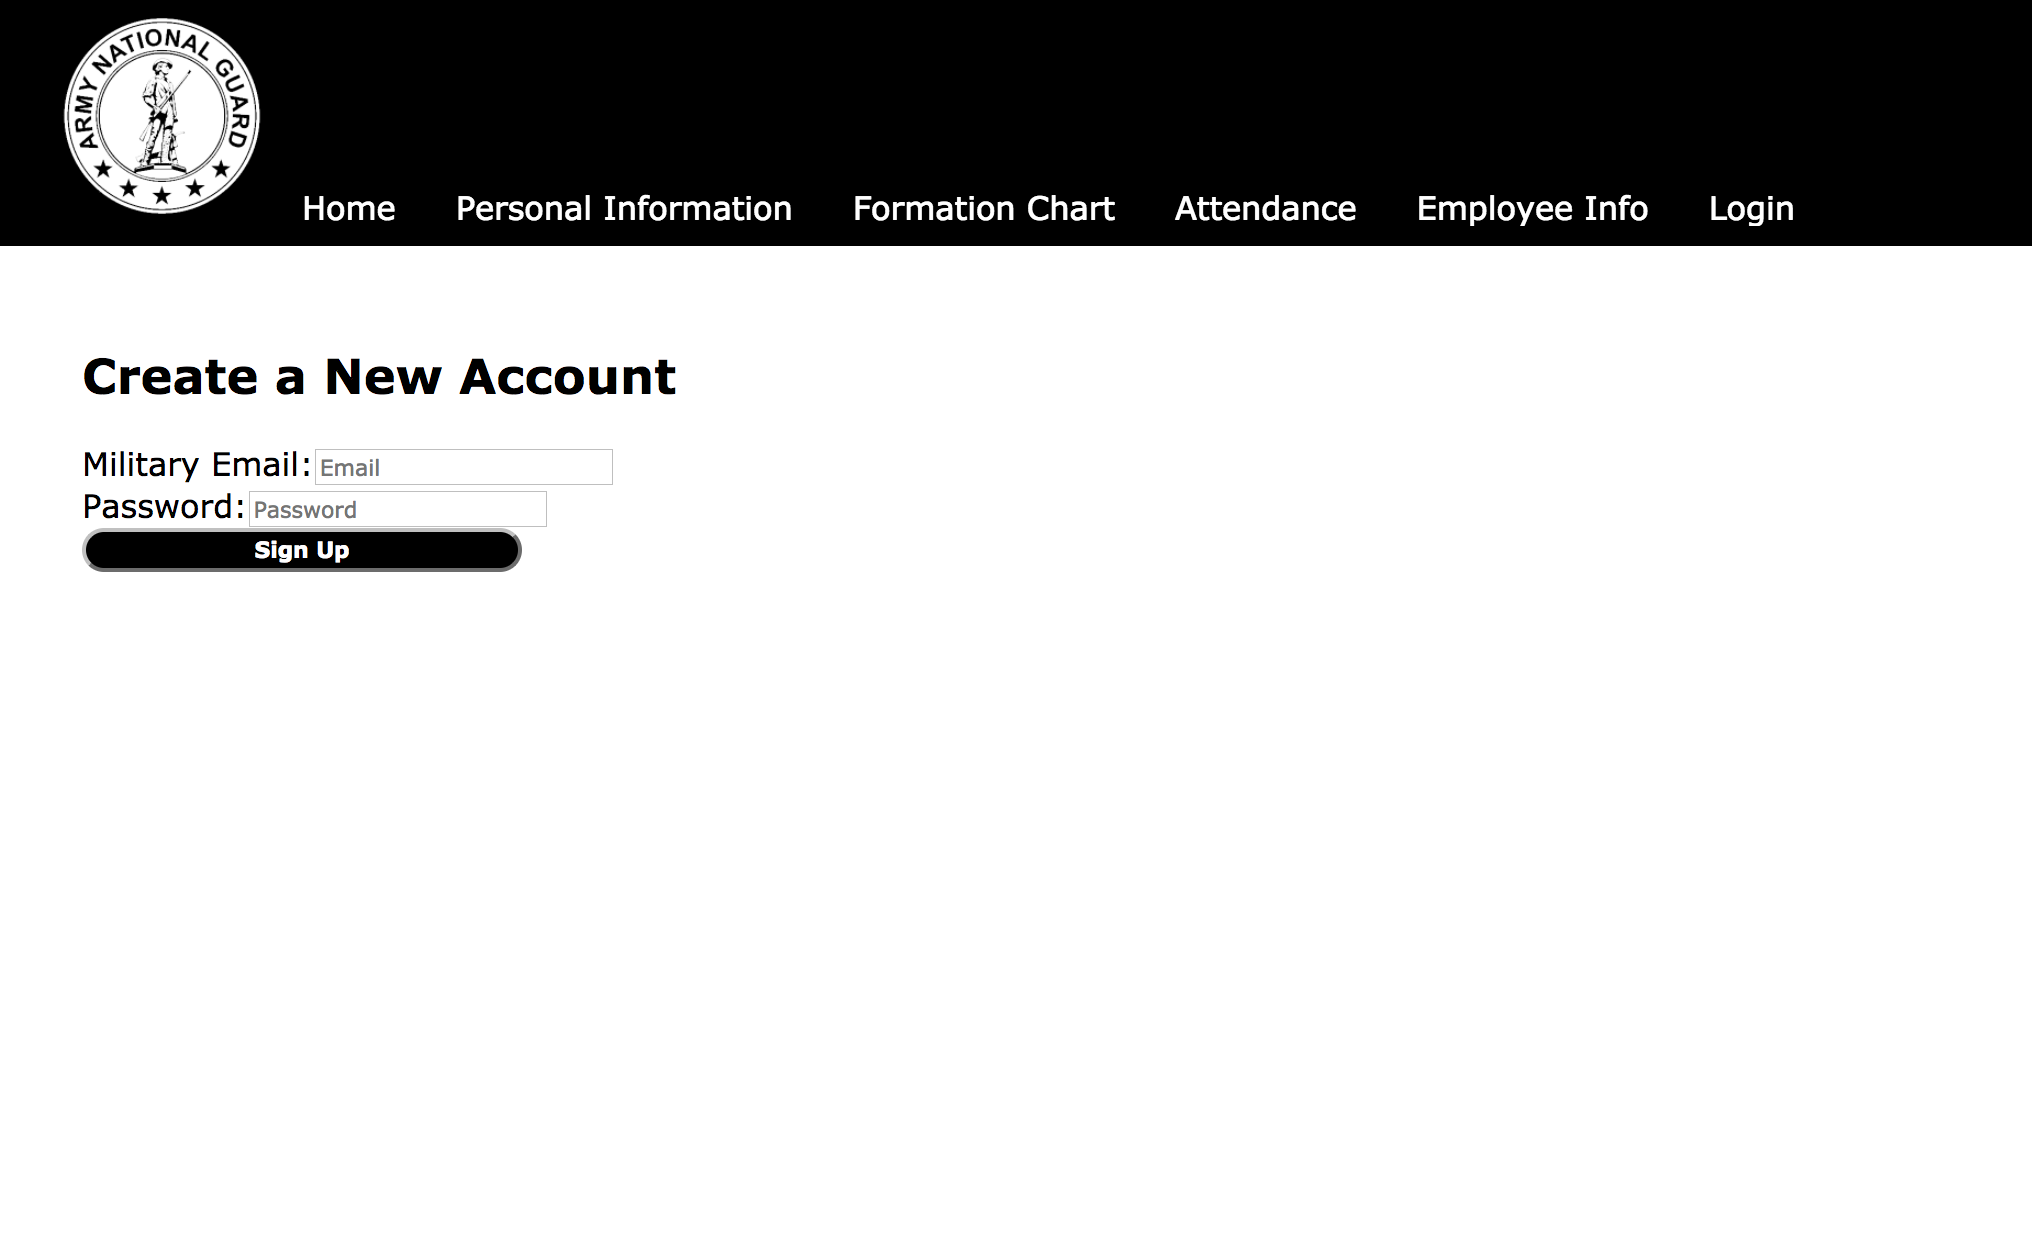 ARMY NATIONAL GUARD
Home Personal Information Formation Chart Attendance Employee Info Login
Create a New Account
Military Email: Email
Password: Password
Sign Up